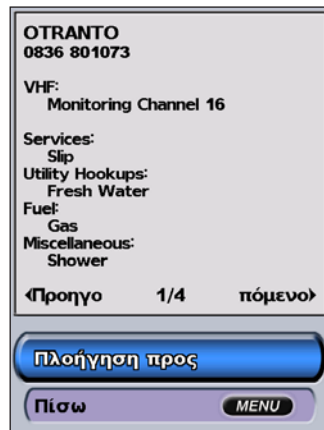 OTRANTO
0836 801073
VHF:
Monitoring Channel 16
Services:
Slip
Utility Hookups:
Fresh Water
Fuel:
Gas
Miscellaneous:
Shower
Προηγο 1/4 πόμενο
Πλοήγηση προς
Πίσω MENU